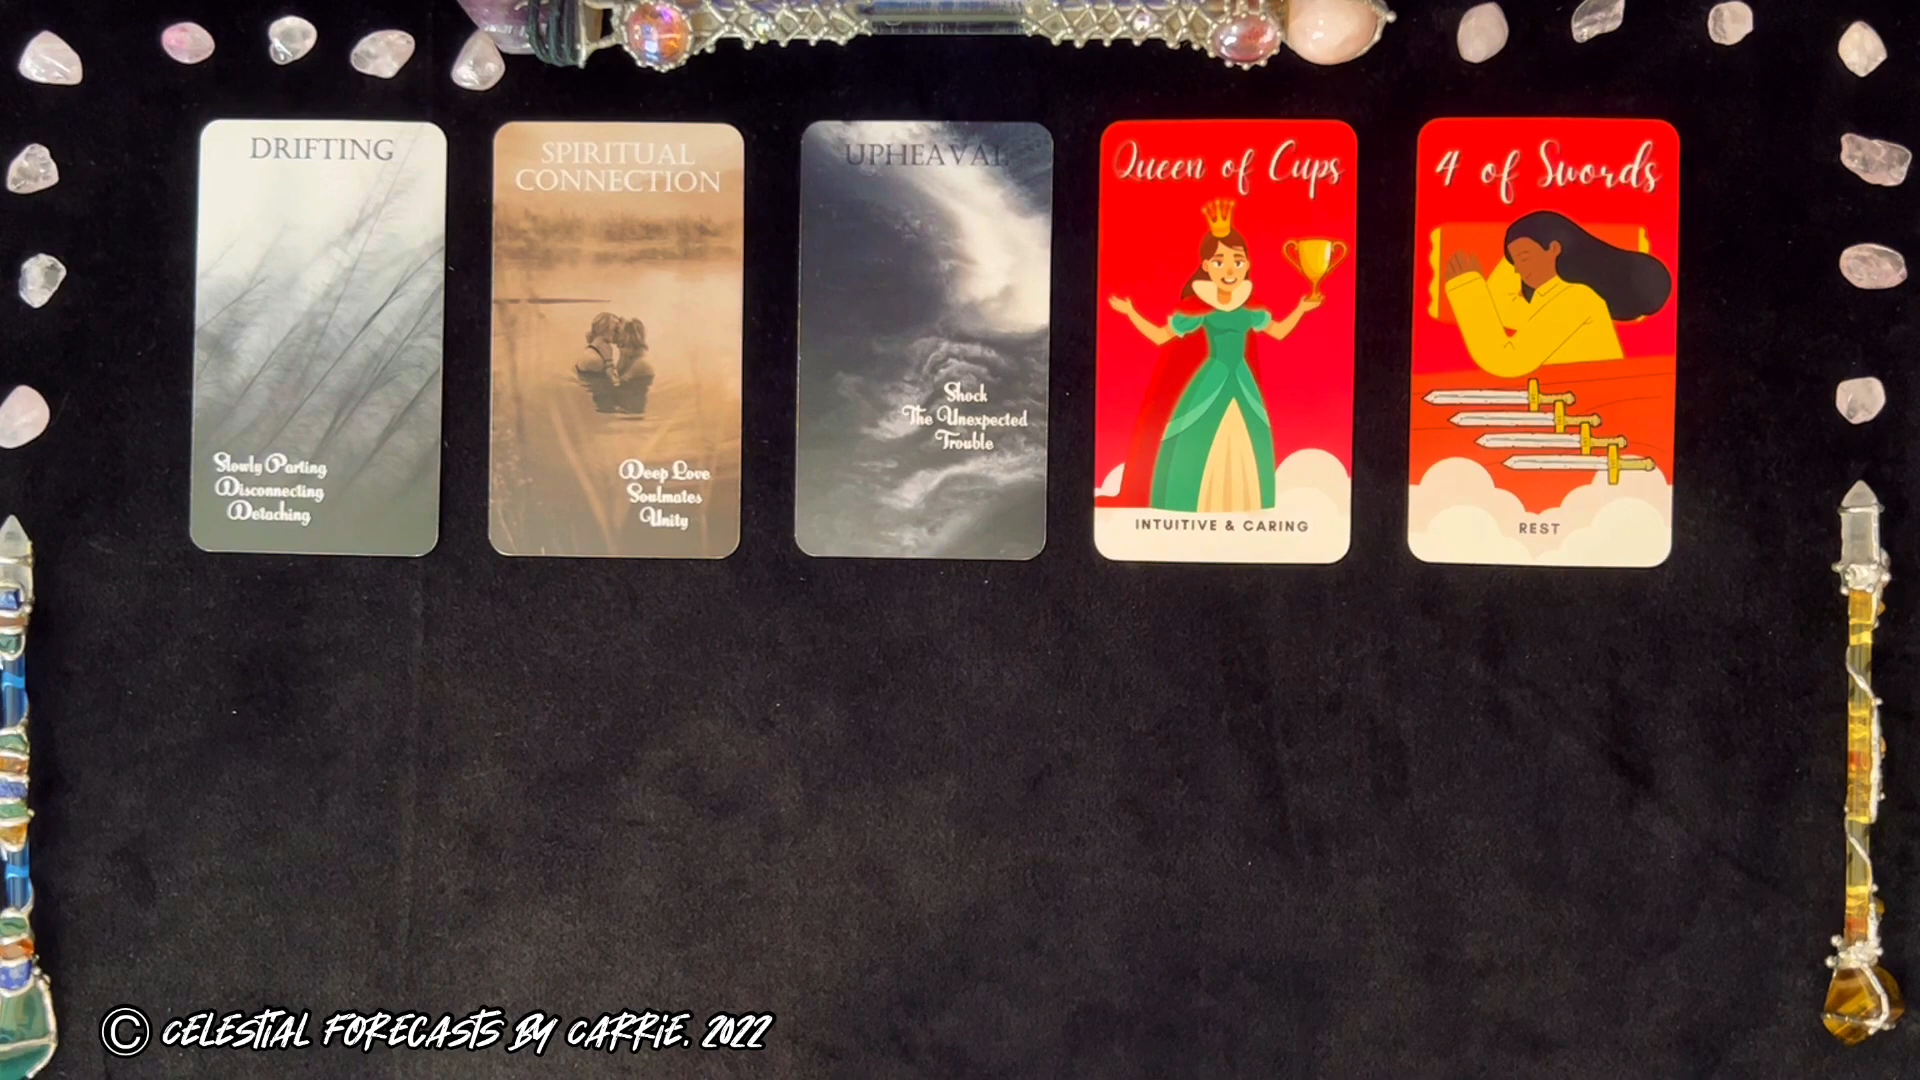 DRIFTING
Slowly Parting
Disconnecting
Detaching
SPIRITUAL
CONNECTION
Deep Love
Soulmates
Unity
UPHEAVAL
Shock
The Unexpected
Trouble
Queen of Cups
INTUITIVE & CARING
4 of Swords
REST
© CELESTIAL FORECASTS BY CARRIE. 2022